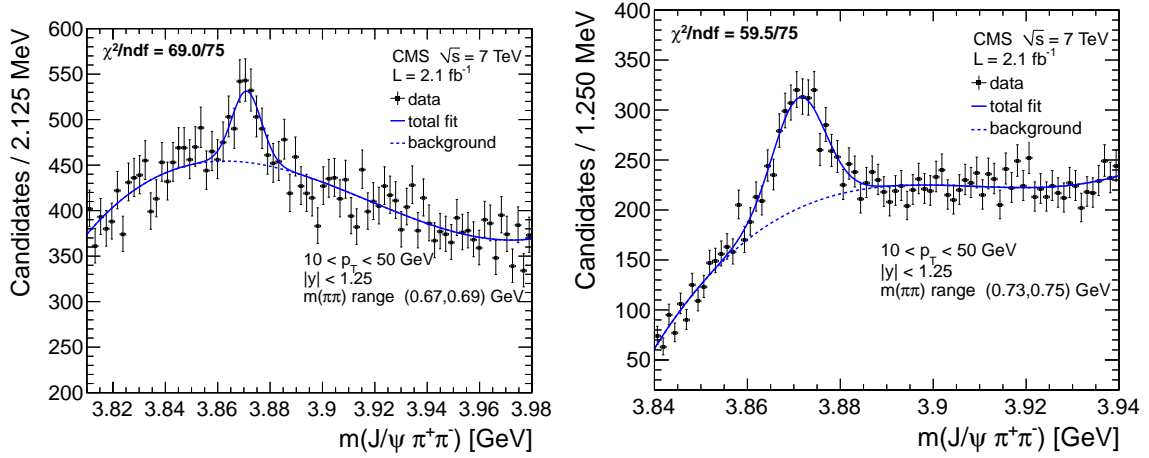 Candidates / 2.125 MeV
600
550
500
450
400
350
300
250
200
χ²/ndf = 69.0/75
CMS √s = 7 TeV
L = 2.1 fb⁻¹
data
total fit
background
10 < p_T < 50 GeV
|y| < 1.25
m(ππ) range (0.67,0.69) GeV
3.82 3.84 3.86 3.88 3.9 3.92 3.94 3.96 3.98
m(J/ψ π⁺π⁻) [GeV]
Candidates / 1.250 MeV
400
350
300
250
200
150
100
50
χ²/ndf = 59.5/75
CMS √s = 7 TeV
L = 2.1 fb⁻¹
data
total fit
background
10 < p_T < 50 GeV
|y| < 1.25
m(ππ) range (0.73,0.75) GeV
3.84 3.86 3.88 3.9 3.92 3.94
m(J/ψ π⁺π⁻) [GeV]